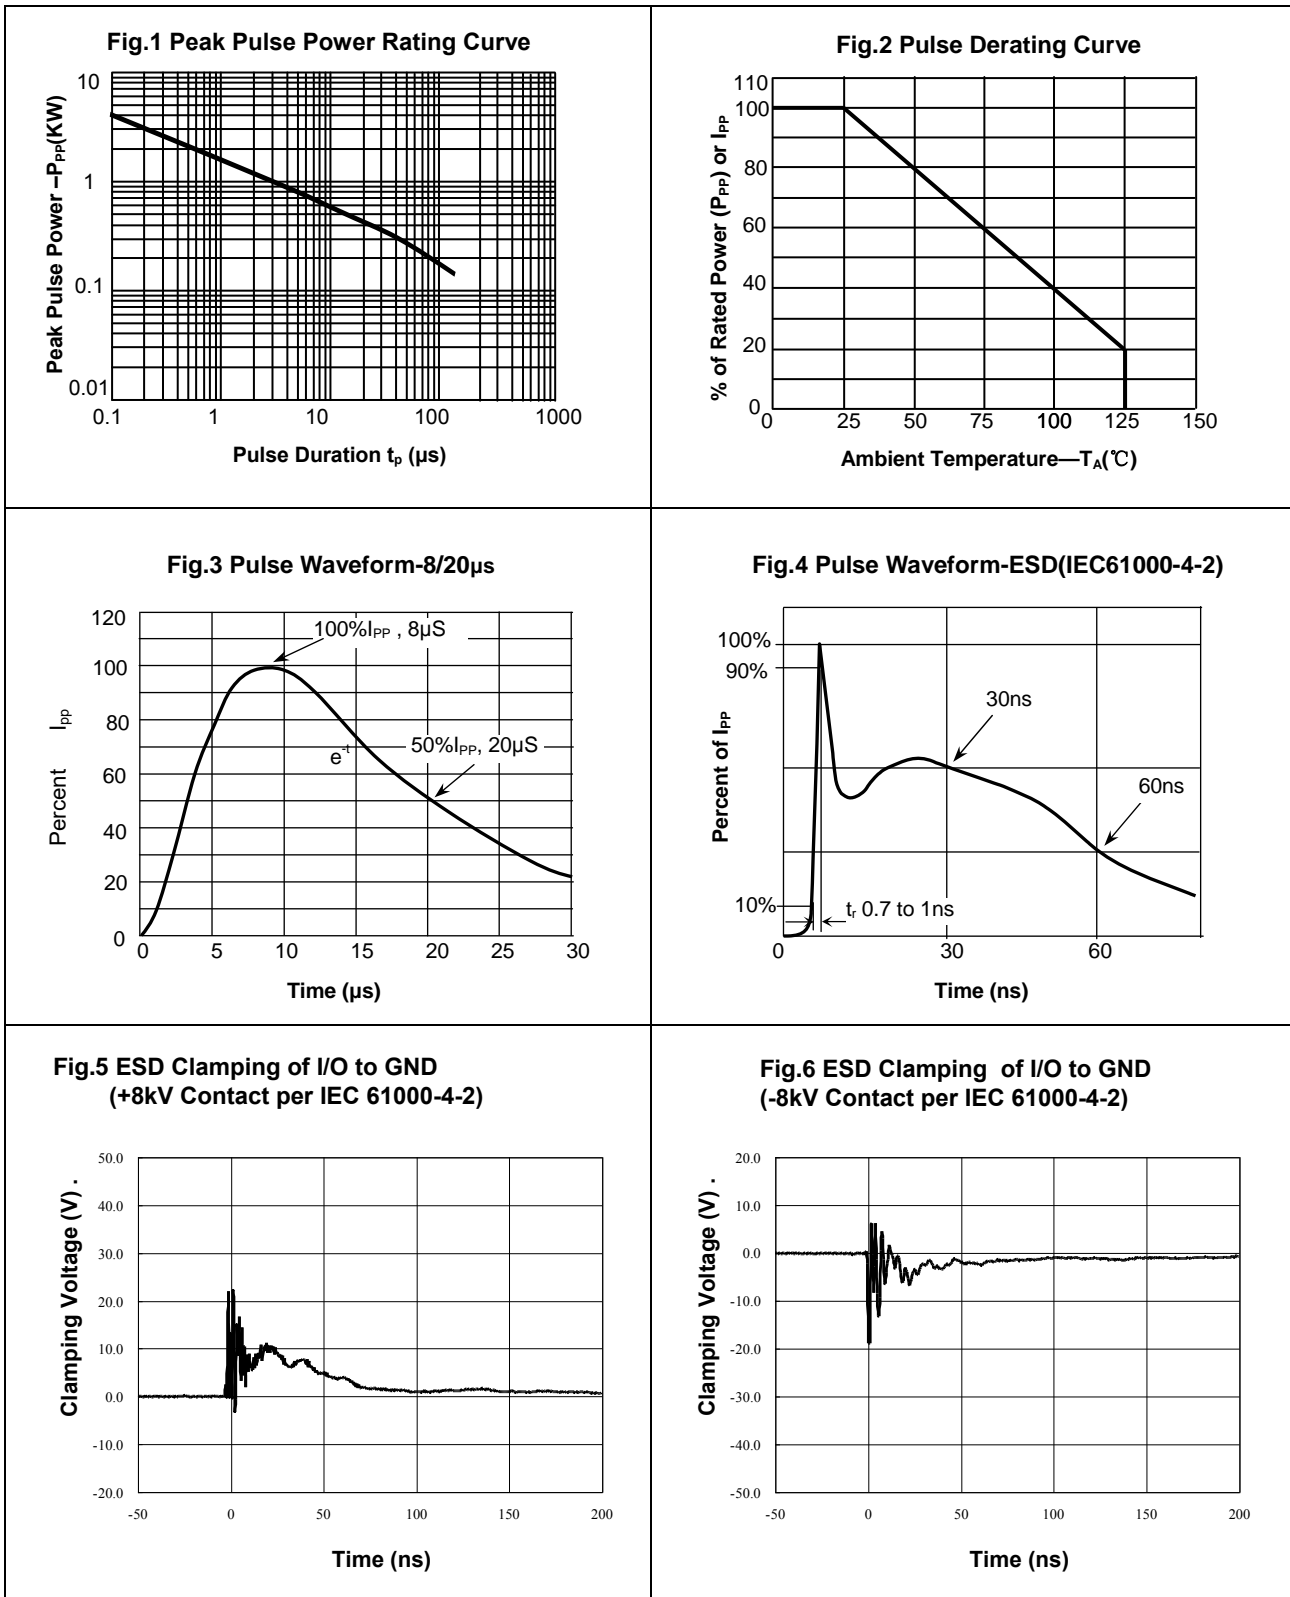 Fig.1 Peak Pulse Power Rating Curve
Peak Pulse Power –PPP(KW)
10
1
0.1
0.01
0.1 1 10 100 1000
Pulse Duration tp (µs)
Fig.2 Pulse Derating Curve
% of Rated Power (PPP) or IPP
110
100
80
60
40
20
0
0 25 50 75 100 125 150
Ambient Temperature—TA(℃)
Fig.3 Pulse Waveform-8/20µs
Percent Ipp
120
100
80
60
40
20
0
100%IPP , 8µS
e-t
50%IPP, 20µS
0 5 10 15 20 25 30
Time (µs)
Fig.4 Pulse Waveform-ESD(IEC61000-4-2)
Percent of IPP
100%
90%
10%
30ns
60ns
tr 0.7 to 1ns
0 30 60
Time (ns)
Fig.5 ESD Clamping of I/O to GND
(+8kV Contact per IEC 61000-4-2)
Clamping Voltage (V) .
50.0
40.0
30.0
20.0
10.0
0.0
-10.0
-20.0
-50 0 50 100 150 200
Time (ns)
Fig.6 ESD Clamping of I/O to GND
(-8kV Contact per IEC 61000-4-2)
Clamping Voltage (V) .
20.0
10.0
0.0
-10.0
-20.0
-30.0
-40.0
-50.0
-50 0 50 100 150 200
Time (ns)